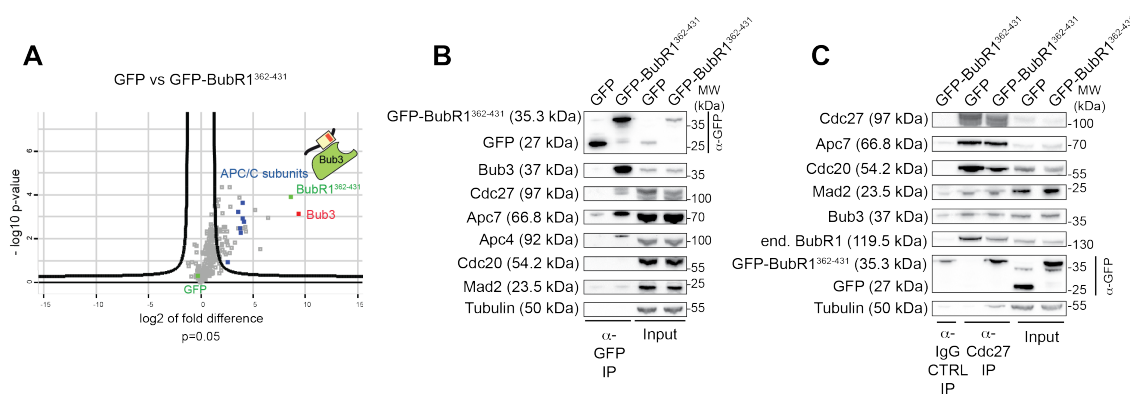 A
GFP vs GFP-BubR1³⁶²⁻⁴³¹
- log10 p-value
6
4
2
0
-15
-10
-5
0
5
10
15
log2 of fold difference
p=0.05
APC/C subunits
BubR1³⁶²⁻⁴³¹
Bub3
Bub3
GFP
B
GFP
GFP-BubR1³⁶²⁻⁴³¹
GFP
GFP-BubR1³⁶²⁻⁴³¹
MW
(kDa)
GFP-BubR1³⁶²⁻⁴³¹ (35.3 kDa)
35
GFP (27 kDa)
25
α-GFP
Bub3 (37 kDa)
35
Cdc27 (97 kDa)
100
Apc7 (66.8 kDa)
70
Apc4 (92 kDa)
100
Cdc20 (54.2 kDa)
55
Mad2 (23.5 kDa)
25
Tubulin (50 kDa)
55
α-
GFP
IP
Input
C
GFP-BubR1³⁶²⁻⁴³¹
GFP
GFP-BubR1³⁶²⁻⁴³¹
GFP
GFP-BubR1³⁶²⁻⁴³¹
MW
(kDa)
Cdc27 (97 kDa)
100
Apc7 (66.8 kDa)
70
Cdc20 (54.2 kDa)
55
Mad2 (23.5 kDa)
25
Bub3 (37 kDa)
35
end. BubR1 (119.5 kDa)
130
GFP-BubR1³⁶²⁻⁴³¹ (35.3 kDa)
35
GFP (27 kDa)
25
α-GFP
Tubulin (50 kDa)
55
α-
IgG
CTRL
IP
α-
Cdc27
IP
Input